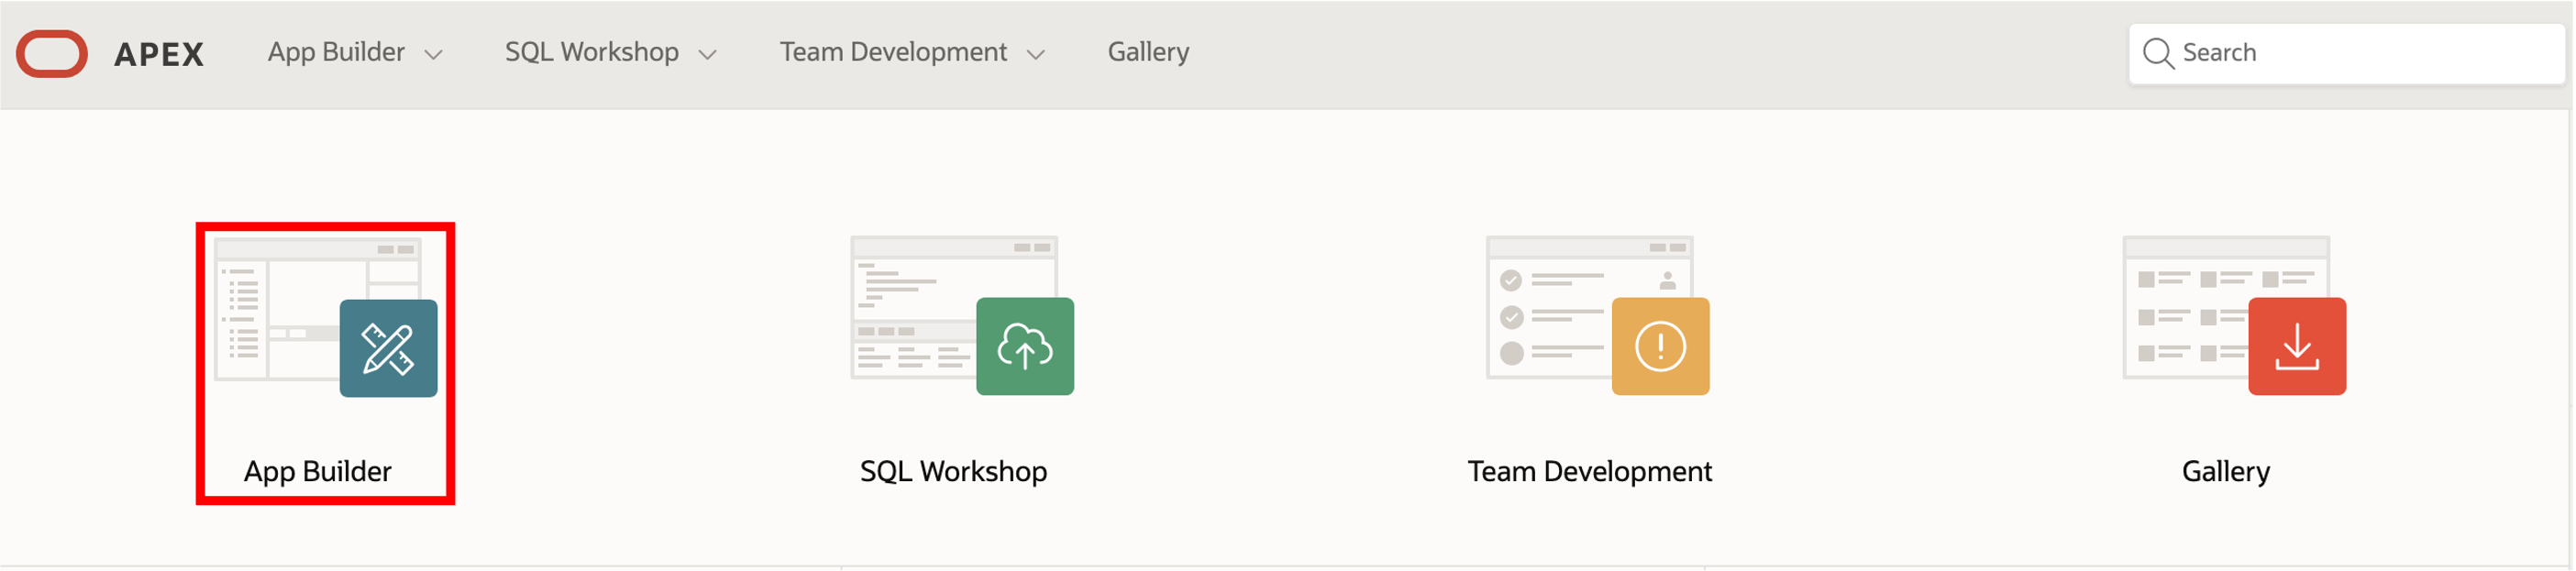 APEX App Builder SQL Workshop Team Development Gallery Search
App Builder SQL Workshop Team Development Gallery